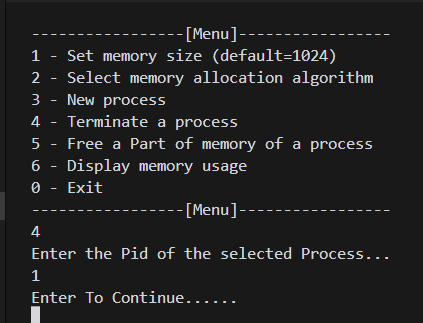 -----------------[Menu]-----------------
1 - Set memory size (default=1024)
2 - Select memory allocation algorithm
3 - New process
4 - Terminate a process
5 - Free a Part of memory of a process
6 - Display memory usage
0 - Exit
-----------------[Menu]-----------------
4
Enter the Pid of the selected Process...
1
Enter To Continue......